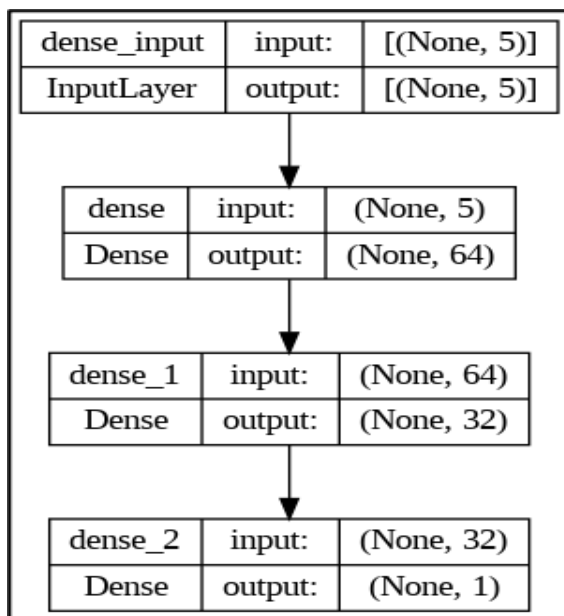 dense_input input: [(None, 5)]
InputLayer output: [(None, 5)]
dense input: (None, 5)
Dense output: (None, 64)
dense_1 input: (None, 64)
Dense output: (None, 32)
dense_2 input: (None, 32)
Dense output: (None, 1)